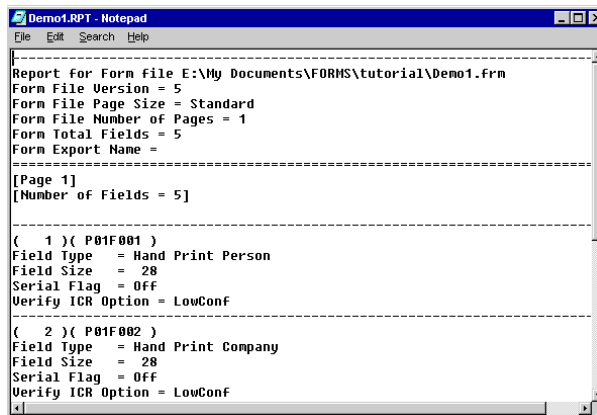 Demo1.RPT - Notepad
File Edit Search Help
Report for Form file E:\My Documents\FORMS\tutorial\Demo1.frm
Form File Version = 5
Form File Page Size = Standard
Form File Number of Pages = 1
Form Total Fields = 5
Form Export Name =
[Page 1]
[Number of Fields = 5]
( 1 )( P01F001 )
Field Type = Hand Print Person
Field Size = 28
Serial Flag = Off
Verify ICR Option = LowConf
( 2 )( P01F002 )
Field Type = Hand Print Company
Field Size = 28
Serial Flag = Off
Verify ICR Option = LowConf